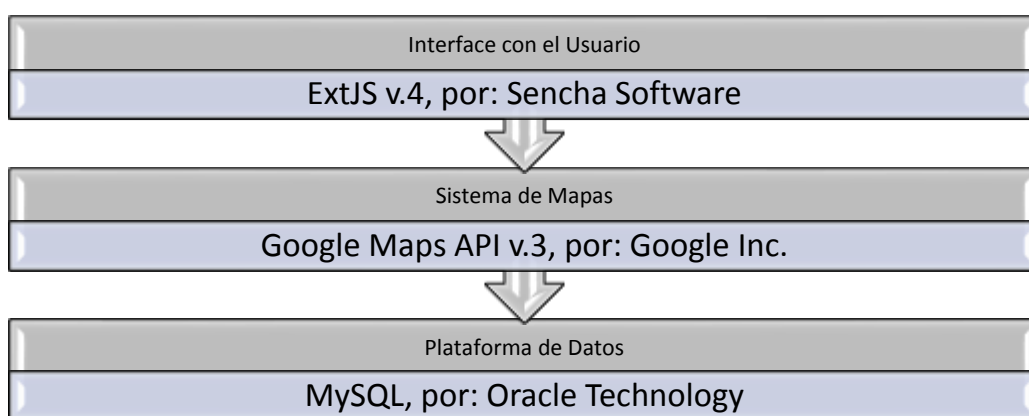 Interface con el Usuario
ExtJS v.4, por: Sencha Software
Sistema de Mapas
Google Maps API v.3, por: Google Inc.
Plataforma de Datos
MySQL, por: Oracle Technology